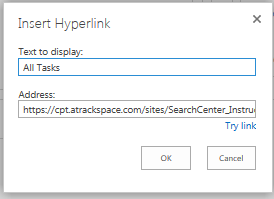 Insert Hyperlink
Text to display:
All Tasks
Address:
https://cpt.atrackspace.com/sites/SearchCenter_Instruc
Try link
OK
Cancel